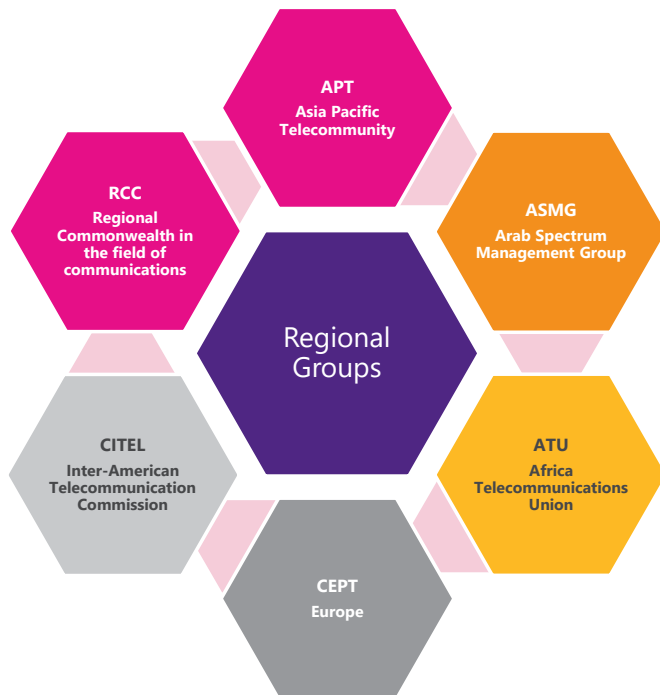 APT
Asia Pacific
Telecommunity
RCC
Regional
Commonwealth in
the field of
communications
ASMG
Arab Spectrum
Management Group
Regional
Groups
CITEL
Inter-American
Telecommunication
Commission
ATU
Africa
Telecommunications
Union
CEPT
Europe